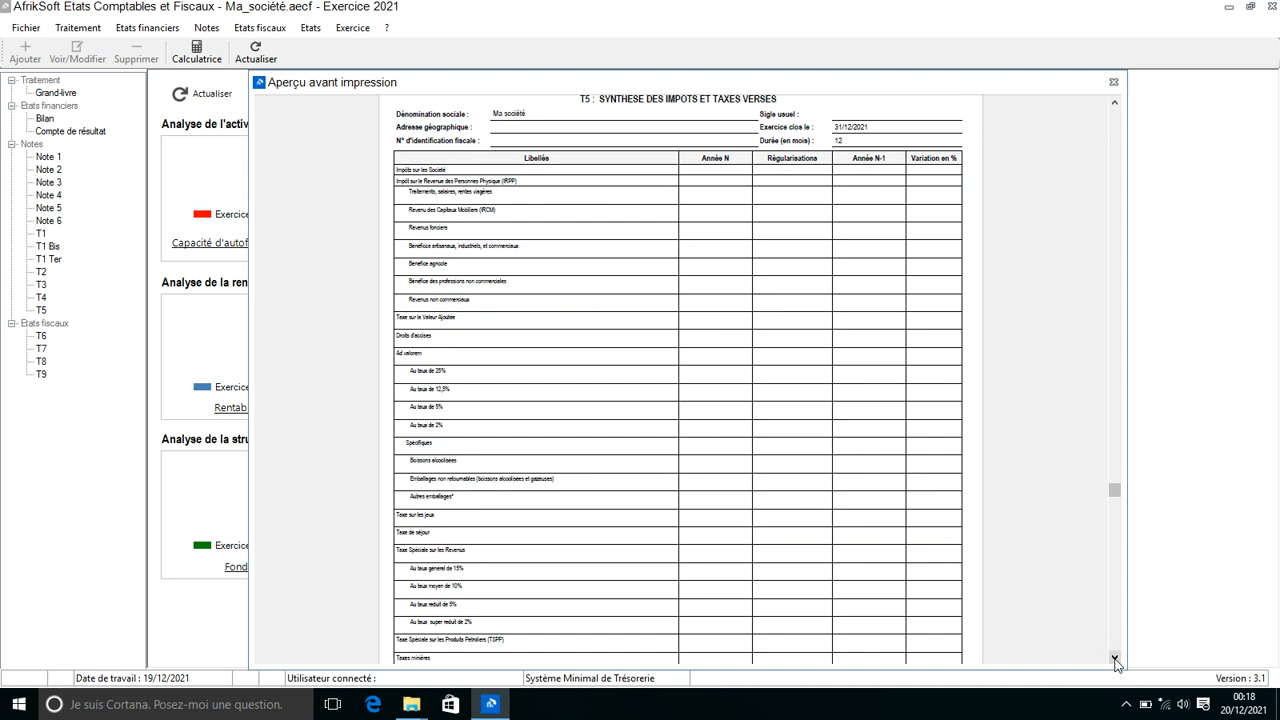 AfrikSoft Etats Comptables et Fiscaux - Ma_société.aecf - Exercice 2021
Fichier Traitement Etats financiers Notes Etats fiscaux Etats Exercice ?
Ajouter Voir/Modifier Supprimer Calculatrice Actualiser
Traitement
Grand-livre
Etats financiers
Bilan
Compte de résultat
Notes
Note 1
Note 2
Note 3
Note 4
Note 5
Note 6
T1
T1 Bis
T1 Ter
T2
T3
T4
T5
Etats fiscaux
T6
T7
T8
T9
Actualiser
Analyse de l'activ
Exercice
Capacité d'autof
Analyse de la ren
Exercice
Rentab
Analyse de la stru
Exercice
Fond
Aperçu avant impression
T5 : SYNTHESE DES IMPOTS ET TAXES VERSES
Dénomination sociale : Ma société Sigle usuel :
Adresse géographique : Exercice clos le : 31/12/2021
N° d'identification fiscale : Durée (en mois) : 12
Libellés Année N Régularisations Année N-1 Variation en %
Impôts sur les Société
Impôt sur le Revenue des Personnes Physique (IRPP)
Traitements, salaires, rentes viagères
Revenu des Capitaux Mobiliers (IRCM)
Revenus fonciers
Bénéficce artisanaux, industriels, et commerciaux
Bénéfice agricole
Bénéfice des professions non commerciales
Revenus non commerciaux
Taxe sur la Valeur Ajoutée
Droits d'accises
Ad valorem
Au taux de 25%
Au taux de 12,5%
Au taux de 5%
Au taux de 2%
Spécifiques
Boissons alcoolisées
Emballages non retournables (boissons alcoolisées et gazeuses)
Autres emballages*
Taxe sur les jeux
Taxe de séjour
Taxe Spéciale sur les Revenus
Au taux général de 15%
Au taux moyen de 10%
Au taux reduit de 5%
Au taux super reduit de 2%
Taxe Spéciale sur les Produits Pétroliers (TSPP)
Taxes minières
Date de travail : 19/12/2021 Utilisateur connecté : Système Minimal de Trésorerie Version : 3.1
Je suis Cortana. Posez-moi une question.
00:18
20/12/2021